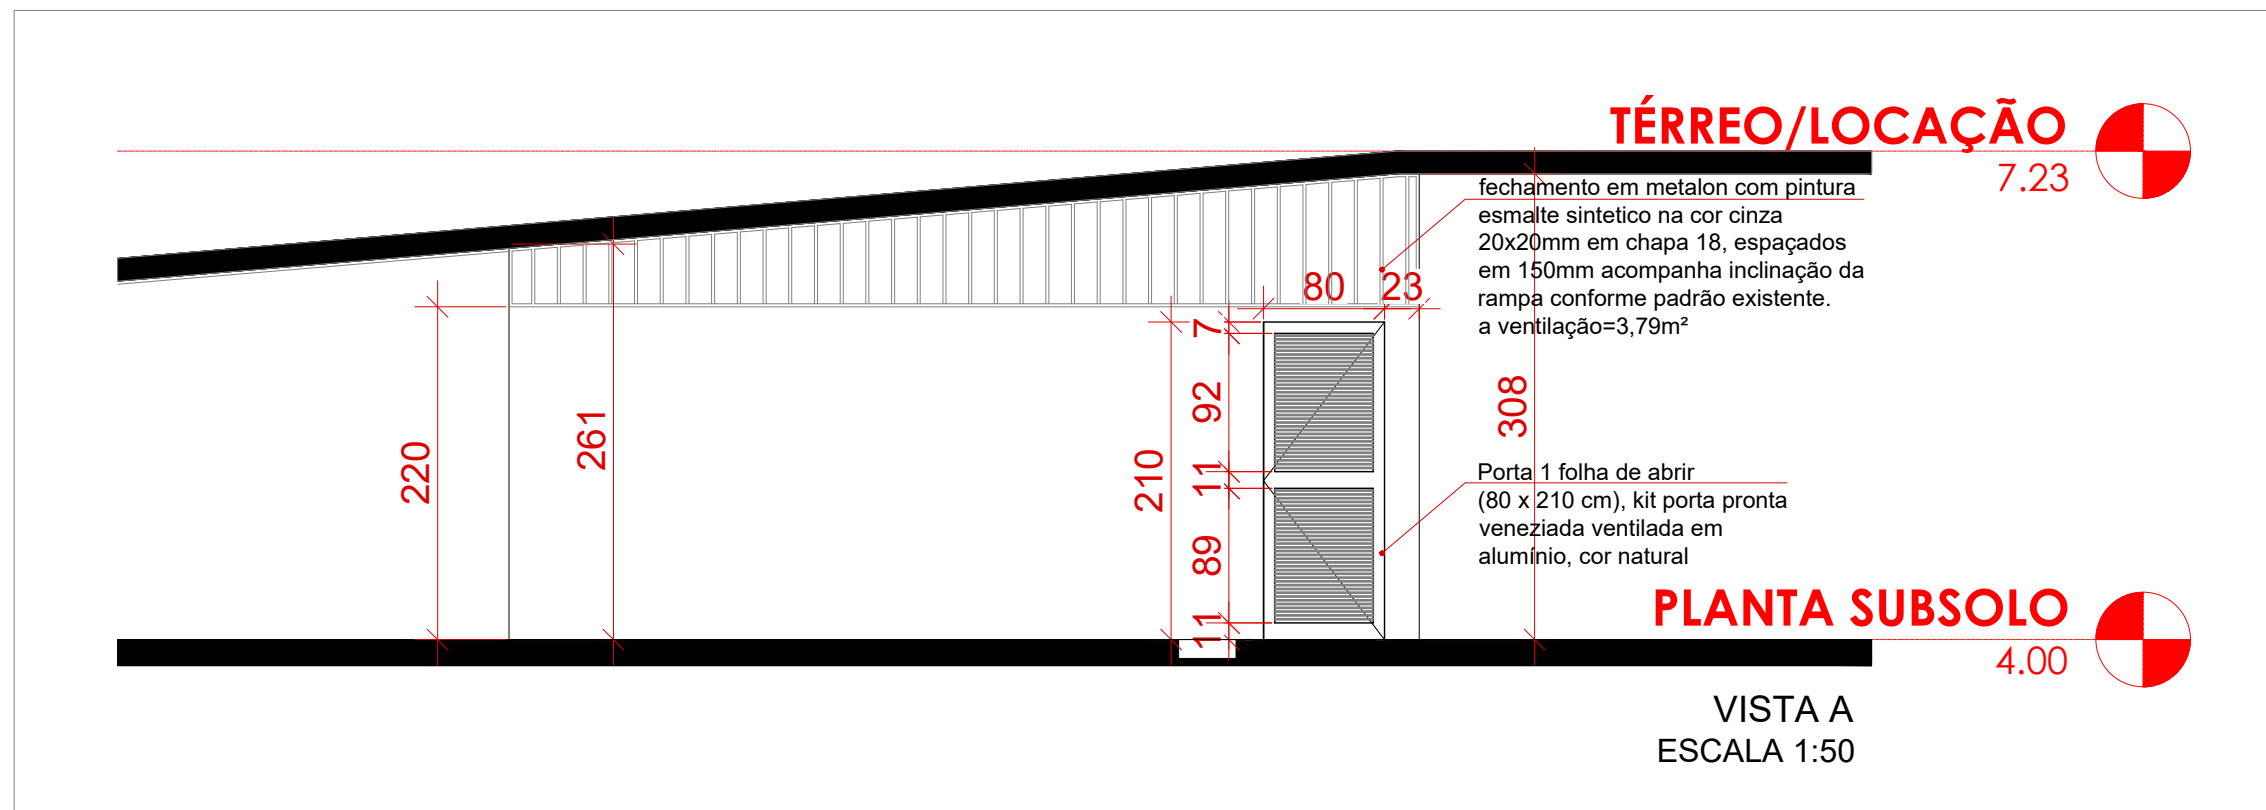 TÉRREO/LOCAÇÃO
7.23
fechamento em metalon com pintura
esmalte sintetico na cor cinza
20x20mm em chapa 18, espaçados
em 150mm acompanha inclinação da
rampa conforme padrão existente.
a ventilação=3,79m²
80
23
7
92
308
261
220
210
11
89
11
Porta 1 folha de abrir
(80 x 210 cm), kit porta pronta
veneziada ventilada em
alumínio, cor natural
PLANTA SUBSOLO
4.00
VISTA A
ESCALA 1:50